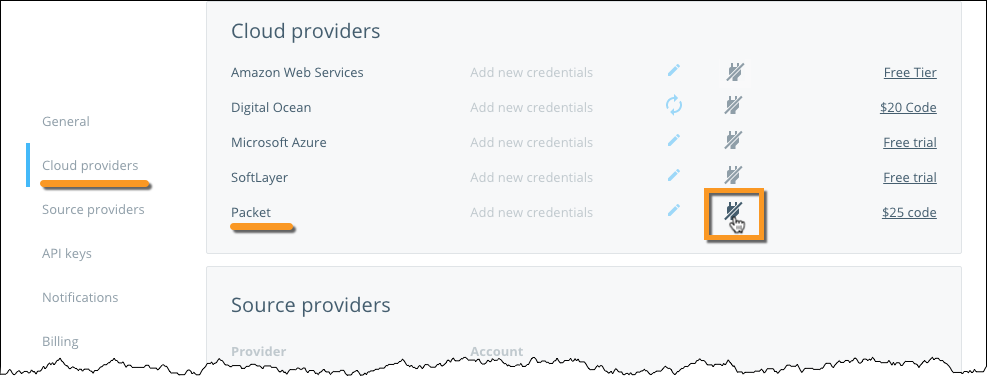 General
Cloud providers
Source providers
API keys
Notifications
Billing
Cloud providers
Amazon Web Services Add new credentials Free Tier
Digital Ocean Add new credentials $20 Code
Microsoft Azure Add new credentials Free trial
SoftLayer Add new credentials Free trial
Packet Add new credentials $25 code
Source providers
Provider Account